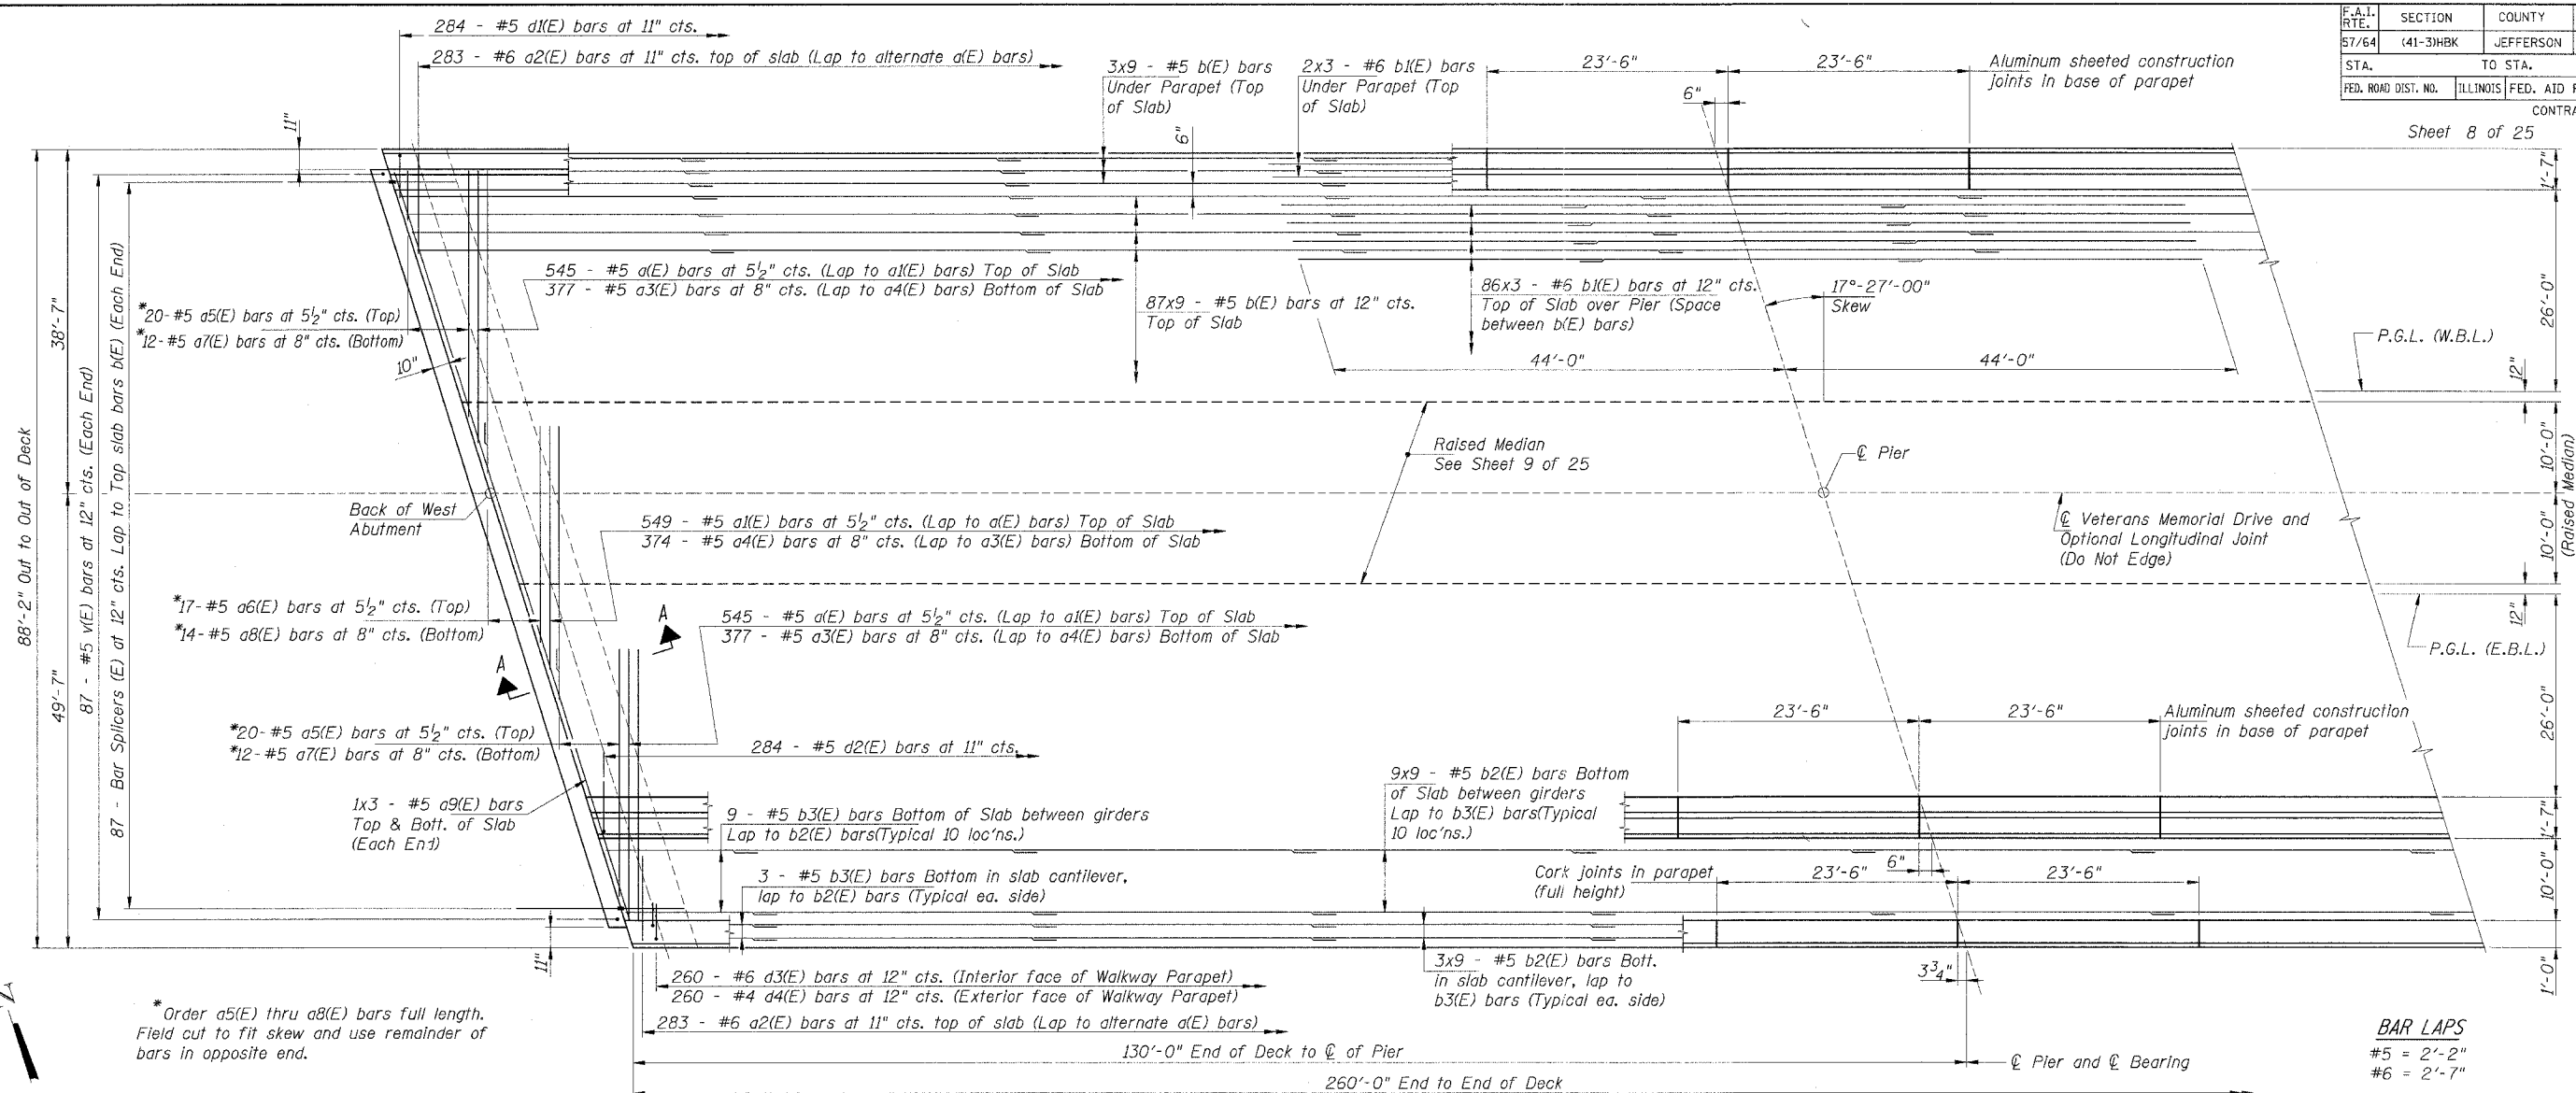 F.A.I. RTE.
SECTION
COUNTY
57/64
(41-3)HBK
JEFFERSON
STA.
TO STA.
FED. ROAD DIST. NO.
ILLINOIS
FED. AID
CONTRA
Sheet 8 of 25
284 - #5 d1(E) bars at 11" cts.
283 - #6 a2(E) bars at 11" cts. top of slab (Lap to alternate a(E) bars)
3x9 - #5 b(E) bars
Under Parapet (Top
of Slab)
2x3 - #6 b1(E) bars
Under Parapet (Top
of Slab)
23'-6"
23'-6"
Aluminum sheeted construction
joints in base of parapet
6"
6"
11"
1'-7"
545 - #5 a(E) bars at 5½" cts. (Lap to a1(E) bars) Top of Slab
377 - #5 a3(E) bars at 8" cts. (Lap to a4(E) bars) Bottom of Slab
87x9 - #5 b(E) bars at 12" cts.
Top of Slab
86x3 - #6 b1(E) bars at 12" cts.
Top of Slab over Pier (Space
between b(E) bars)
17°-27'-00"
Skew
26'-0"
*20-#5 a5(E) bars at 5½" cts. (Top)
*12-#5 a7(E) bars at 8" cts. (Bottom)
10"
44'-0"
44'-0"
P.G.L. (W.B.L.)
12"
88'-2" Out to Out of Deck
38'-7"
49'-7"
87 - #5 v(E) bars at 12" cts. (Each End)
87 - Bar Splicers (E) at 12" cts. Lap to Top slab bars b(E) (Each End)
Raised Median
See Sheet 9 of 25
℄ Pier
10'-0"
10'-0"
(Raised Median)
Back of West
Abutment
549 - #5 a1(E) bars at 5½" cts. (Lap to a(E) bars) Top of Slab
374 - #5 a4(E) bars at 8" cts. (Lap to a3(E) bars) Bottom of Slab
℄ Veterans Memorial Drive and
Optional Longitudinal Joint
(Do Not Edge)
*17-#5 a6(E) bars at 5½" cts. (Top)
*14-#5 a8(E) bars at 8" cts. (Bottom)
A
A
545 - #5 a(E) bars at 5½" cts. (Lap to a1(E) bars) Top of Slab
377 - #5 a3(E) bars at 8" cts. (Lap to a4(E) bars) Bottom of Slab
12"
P.G.L. (E.B.L.)
26'-0"
*20-#5 a5(E) bars at 5½" cts. (Top)
*12-#5 a7(E) bars at 8" cts. (Bottom)
284 - #5 d2(E) bars at 11" cts.
23'-6"
23'-6"
Aluminum sheeted construction
joints in base of parapet
1x3 - #5 a9(E) bars
Top & Bott. of Slab
(Each End)
9 - #5 b3(E) bars Bottom of Slab between girders
Lap to b2(E) bars(Typical 10 loc'ns.)
9x9 - #5 b2(E) bars Bottom
of Slab between girders
Lap to b3(E) bars(Typical
10 loc'ns.)
1'-7"
3 - #5 b3(E) bars Bottom in slab cantilever,
lap to b2(E) bars (Typical ea. side)
Cork joints in parapet
(full height)
23'-6"
6"
23'-6"
10'-0"
11"
260 - #6 d3(E) bars at 12" cts. (Interior face of Walkway Parapet)
260 - #4 d4(E) bars at 12" cts. (Exterior face of Walkway Parapet)
283 - #6 a2(E) bars at 11" cts. top of slab (Lap to alternate a(E) bars)
3x9 - #5 b2(E) bars Bott.
in slab cantilever, lap to
b3(E) bars (Typical ea. side)
3¾"
1'-0"
*Order a5(E) thru a8(E) bars full length.
Field cut to fit skew and use remainder of
bars in opposite end.
130'-0" End of Deck to ℄ of Pier
℄ Pier and ℄ Bearing
260'-0" End to End of Deck
BAR LAPS
#5 = 2'-2"
#6 = 2'-7"